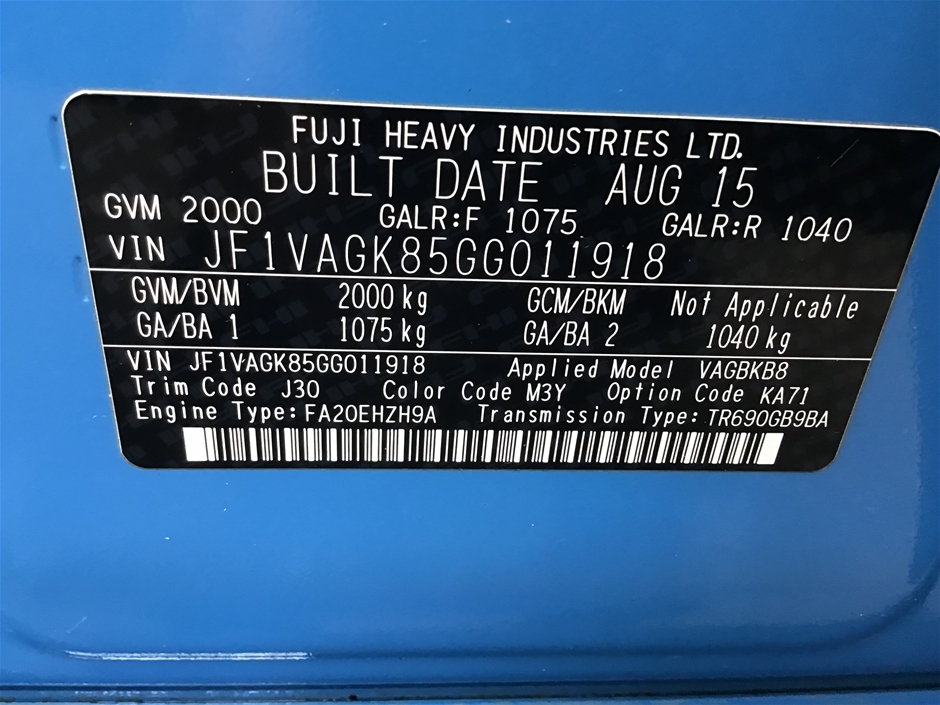 FUJI HEAVY INDUSTRIES LTD.
BUILT DATE AUG 15
GVM 2000 GALR:F 1075 GALR:R 1040
VIN JF1VAGK85GG011918
GVM/BVM 2000 kg GCM/BKM Not Applicable
GA/BA 1 1075 kg GA/BA 2 1040 kg
VIN JF1VAGK85GG011918 Applied Model VAGBKB8
Trim Code J30 Color Code M3Y Option Code KA71
Engine Type: FA20EHZH9A Transmission Type: TR690GB9BA